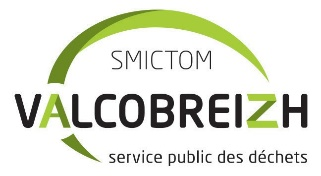 SMICTOM
VALCOBREIZH
service public des déchets